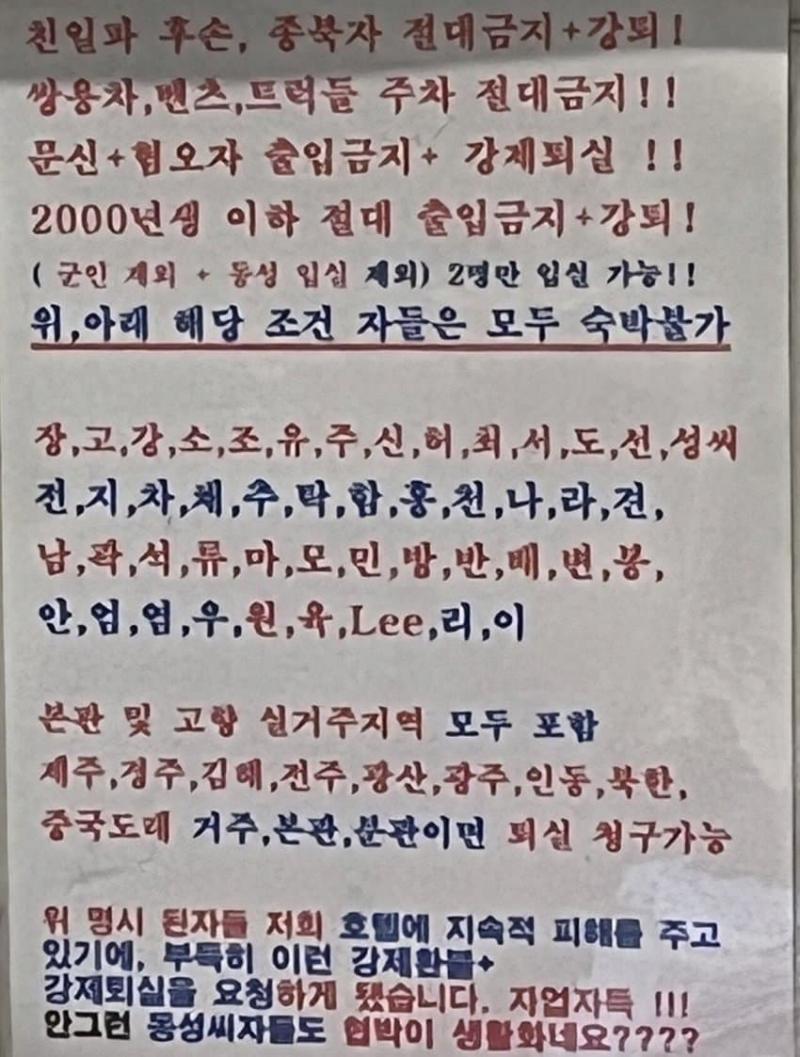 친일파 후손, 종북자 절대금지+강퇴!
쌍용차,벤츠,트럭들 주차 절대금지!!
문신+혐오자 출입금지+ 강제퇴실 !!
2000년생 이하 절대 출입금지+강퇴!
( 군인 제외 + 동성 입실 제외) 2명만 입실 가능!!
위,아래 해당 조건 자들은 모두 숙박불가
장,고,강,소,조,유,주,신,허,최,서,도,선,성씨
전,지,차,채,추,탁,함,홍,천,나,라,견,
남,곽,석,류,마,모,민,방,반,배,변,봉,
안,엄,염,우,원,육,Lee,리,이
본관 및 고향 실거주지역 모두 포함
제주,경주,김해,전주,광산,광주,인동,북한,
중국도래 거주,본관,분관이면 퇴실 청구가능
위 명시 된자들 저희 호텔에 지속적 피해를 주고
있기에, 부득히 이런 강제환불+
강제퇴실을 요청하게 됐습니다. 자업자득 !!!
안그런 몽성씨자들도 협박이 생활화네요????